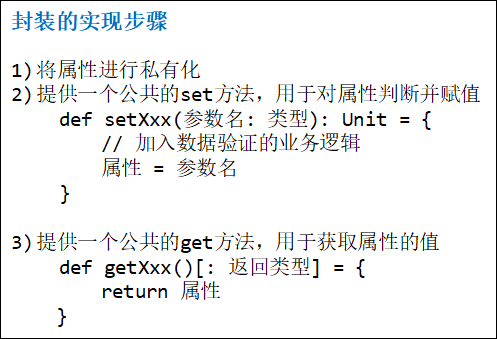 封装的实现步骤
1)将属性进行私有化
2)提供一个公共的set方法，用于对属性判断并赋值
def setXxx(参数名: 类型): Unit = {
// 加入数据验证的业务逻辑
属性 = 参数名
}
3)提供一个公共的get方法，用于获取属性的值
def getXxx()[: 返回类型] = {
return 属性
}